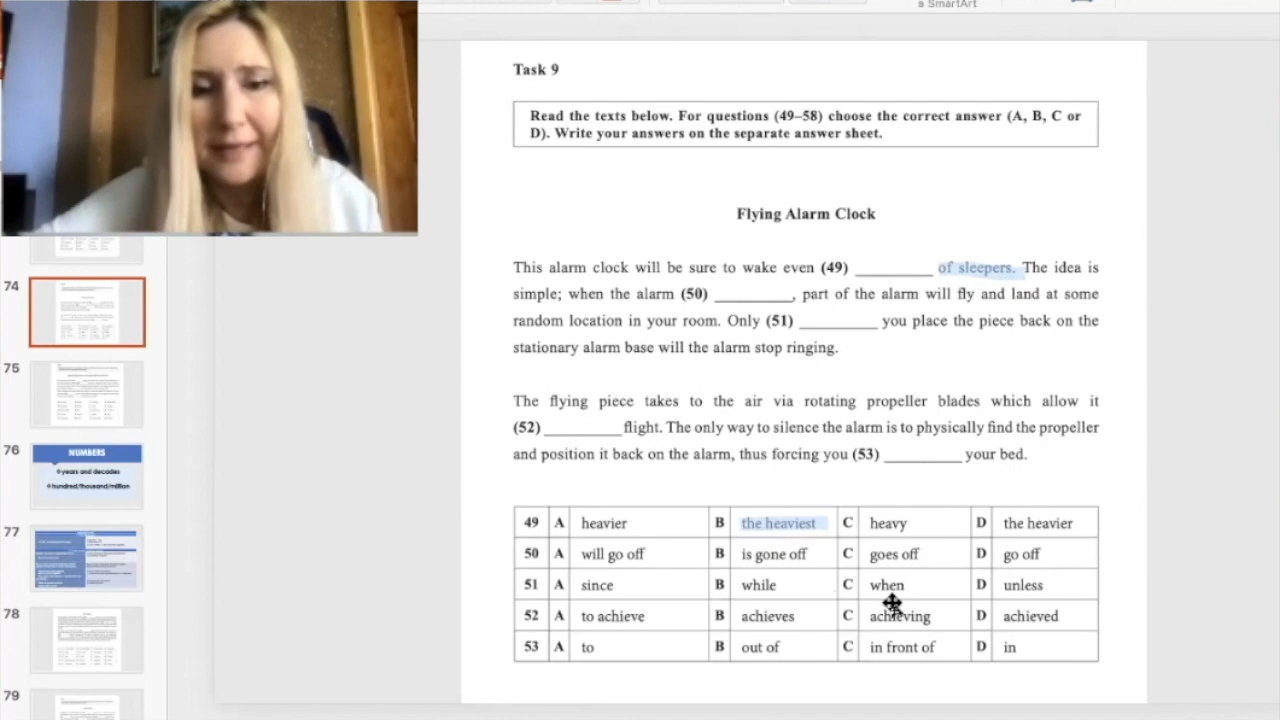 a SmartArt
Task 9
Read the texts below. For questions (49–58) choose the correct answer (A, B, C or
D). Write your answers on the separate answer sheet.
Flying Alarm Clock
This alarm clock will be sure to wake even (49) __________ of sleepers. The idea is
simple; when the alarm (50) __________, part of the alarm will fly and land at some
random location in your room. Only (51) __________ you place the piece back on the
stationary alarm base will the alarm stop ringing.
The flying piece takes to the air via rotating propeller blades which allow it
(52) __________flight. The only way to silence the alarm is to physically find the propeller
and position it back on the alarm, thus forcing you (53) __________your bed.
49 A heavier B the heaviest C heavy D the heavier
50 A will go off B is gone off C goes off D go off
51 A since B while C when D unless
52 A to achieve B achieves C achieving D achieved
53 A to B out of C in front of D in
74
75
76
NUMBERS
years and decades
hundred/thousand/million
77
78
79